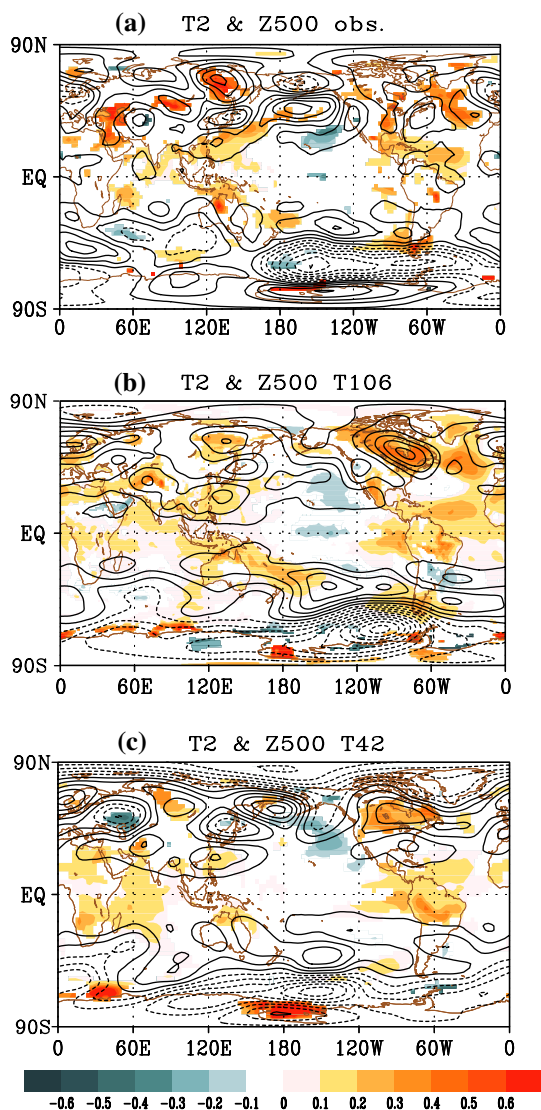 (a) T2 & Z500 obs.
90N
EQ
90S
0 60E 120E 180 120W 60W 0
(b) T2 & Z500 T106
90N
EQ
90S
0 60E 120E 180 120W 60W 0
(c) T2 & Z500 T42
90N
EQ
90S
0 60E 120E 180 120W 60W 0
-0.6 -0.5 -0.4 -0.3 -0.2 -0.1 0 0.1 0.2 0.3 0.4 0.5 0.6